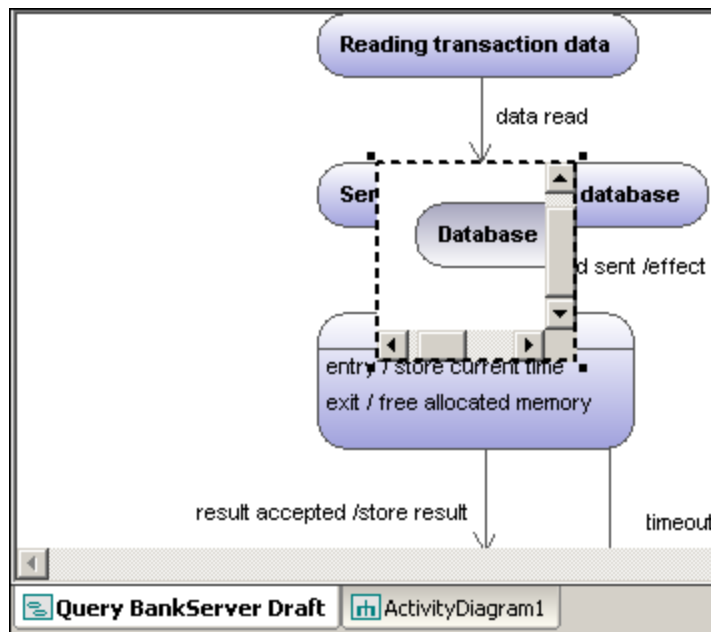 Reading transaction data
data read
database
Database
d sent /effect
entry / store current time
exit / free allocated memory
result accepted /store result
timeout
Query BankServer Draft
ActivityDiagram1